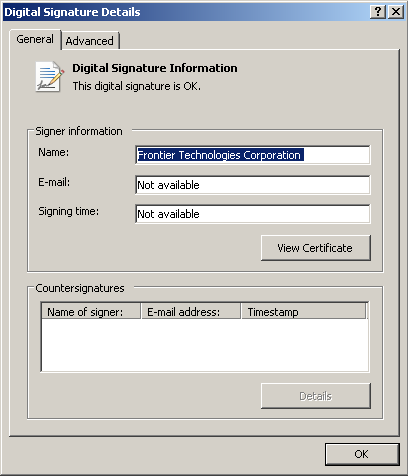 Digital Signature Details
General Advanced
Digital Signature Information
This digital signature is OK.
Signer information
Name: Frontier Technologies Corporation
E-mail: Not available
Signing time: Not available
View Certificate
Countersignatures
Name of signer: E-mail address: Timestamp
Details
OK